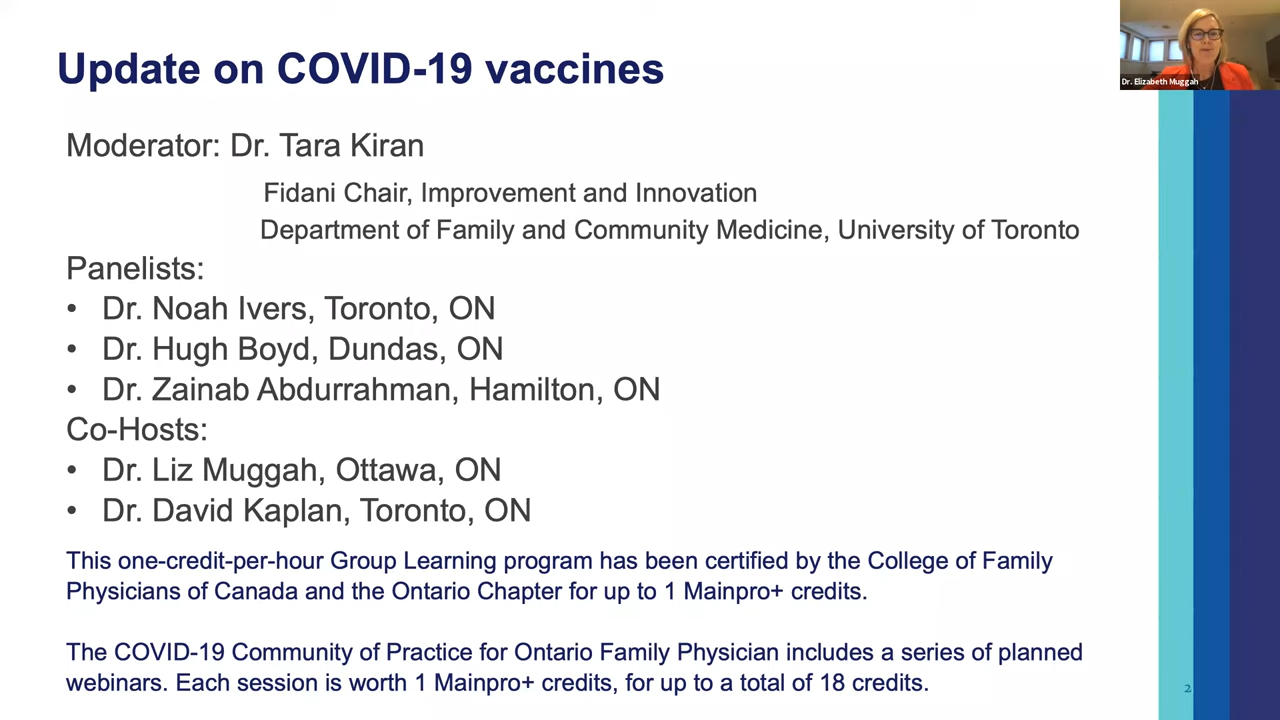 Update on COVID-19 vaccines
Dr. Elizabeth Muggah
Moderator: Dr. Tara Kiran
Fidani Chair, Improvement and Innovation
Department of Family and Community Medicine, University of Toronto
Panelists:
• Dr. Noah Ivers, Toronto, ON
• Dr. Hugh Boyd, Dundas, ON
• Dr. Zainab Abdurrahman, Hamilton, ON
Co-Hosts:
• Dr. Liz Muggah, Ottawa, ON
• Dr. David Kaplan, Toronto, ON
This one-credit-per-hour Group Learning program has been certified by the College of Family
Physicians of Canada and the Ontario Chapter for up to 1 Mainpro+ credits.
The COVID-19 Community of Practice for Ontario Family Physician includes a series of planned
webinars. Each session is worth 1 Mainpro+ credits, for up to a total of 18 credits.
2